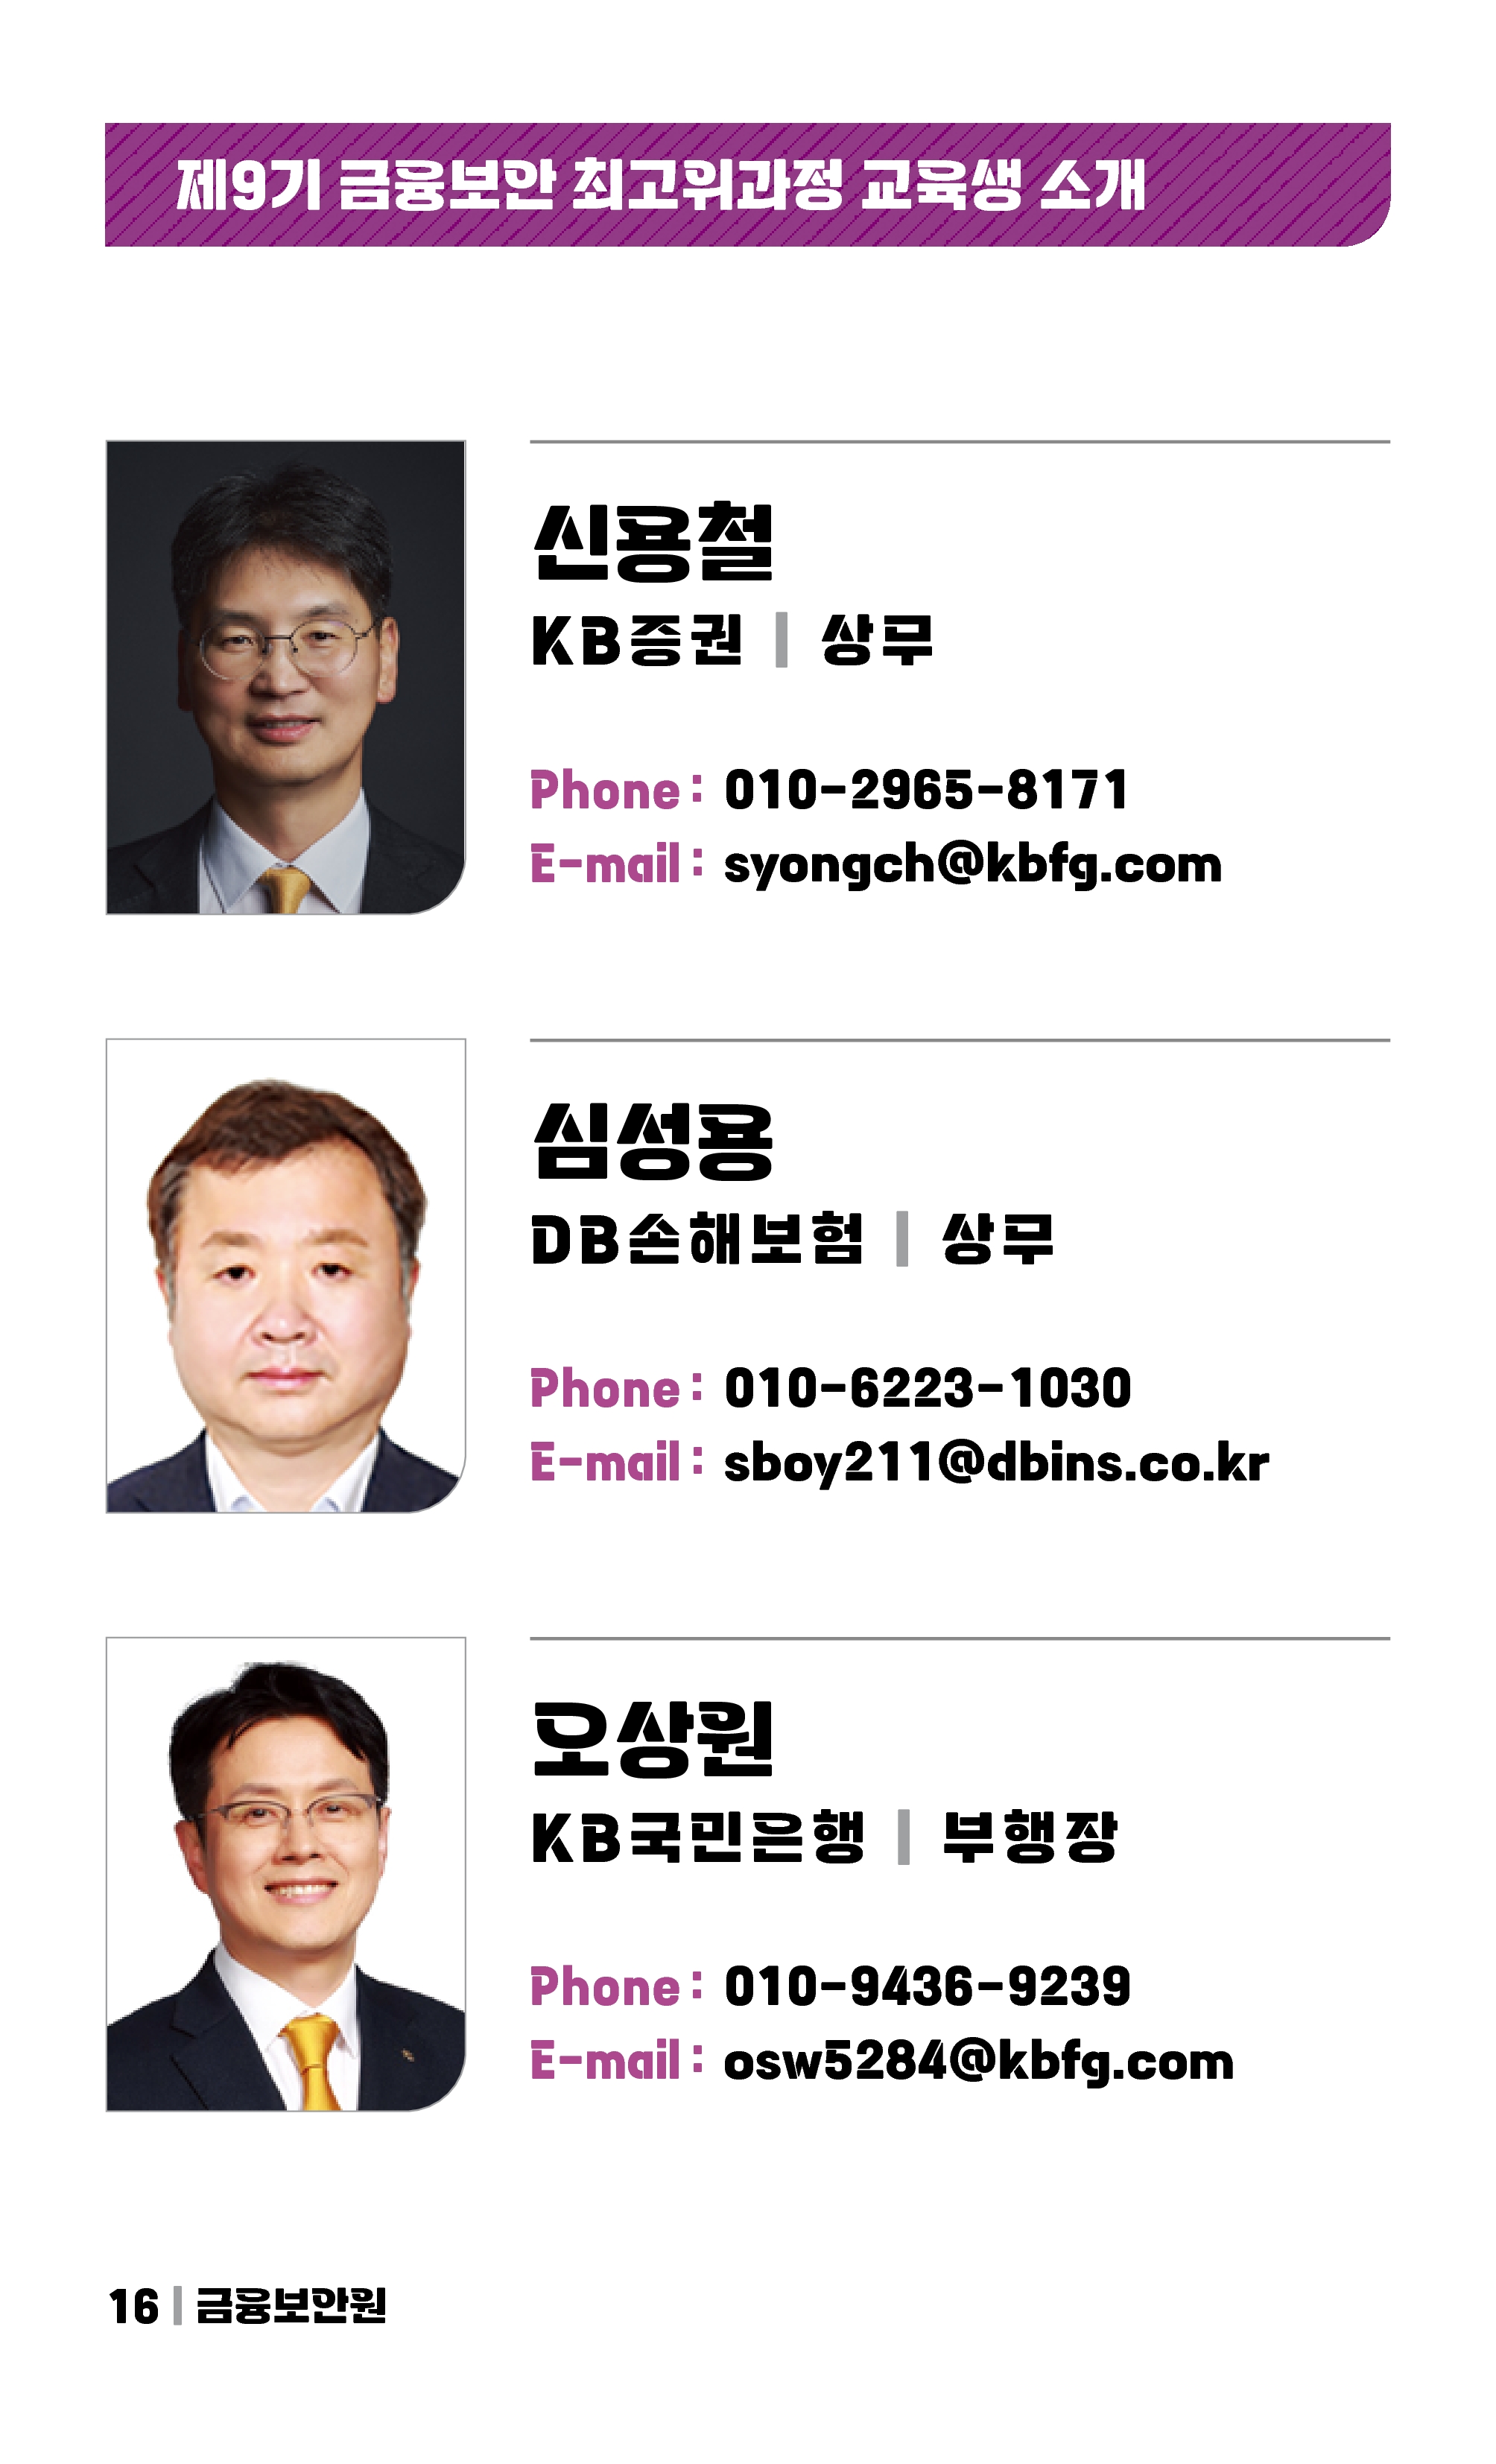 제9기 금융보안 최고위과정 교육생 소개
신용철
KB증권 | 상무
Phone : 010-2965-8171
E-mail : syongch@kbfg.com
심성용
DB손해보험 | 상무
Phone : 010-6223-1030
E-mail : sboy211@dbins.co.kr
오상원
KB국민은행 | 부행장
Phone : 010-9436-9239
E-mail : osw5284@kbfg.com
16 | 금융보안원